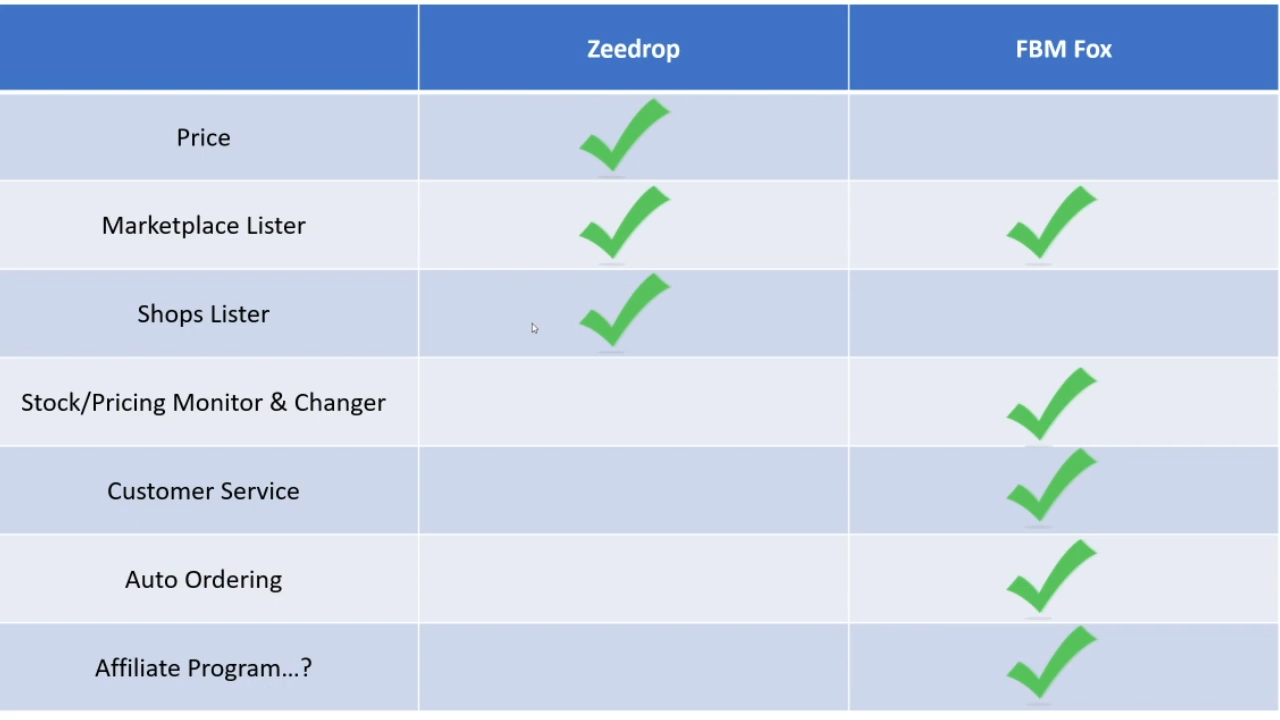 Zeedrop
FBM Fox
Price
Marketplace Lister
Shops Lister
Stock/Pricing Monitor & Changer
Customer Service
Auto Ordering
Affiliate Program...?